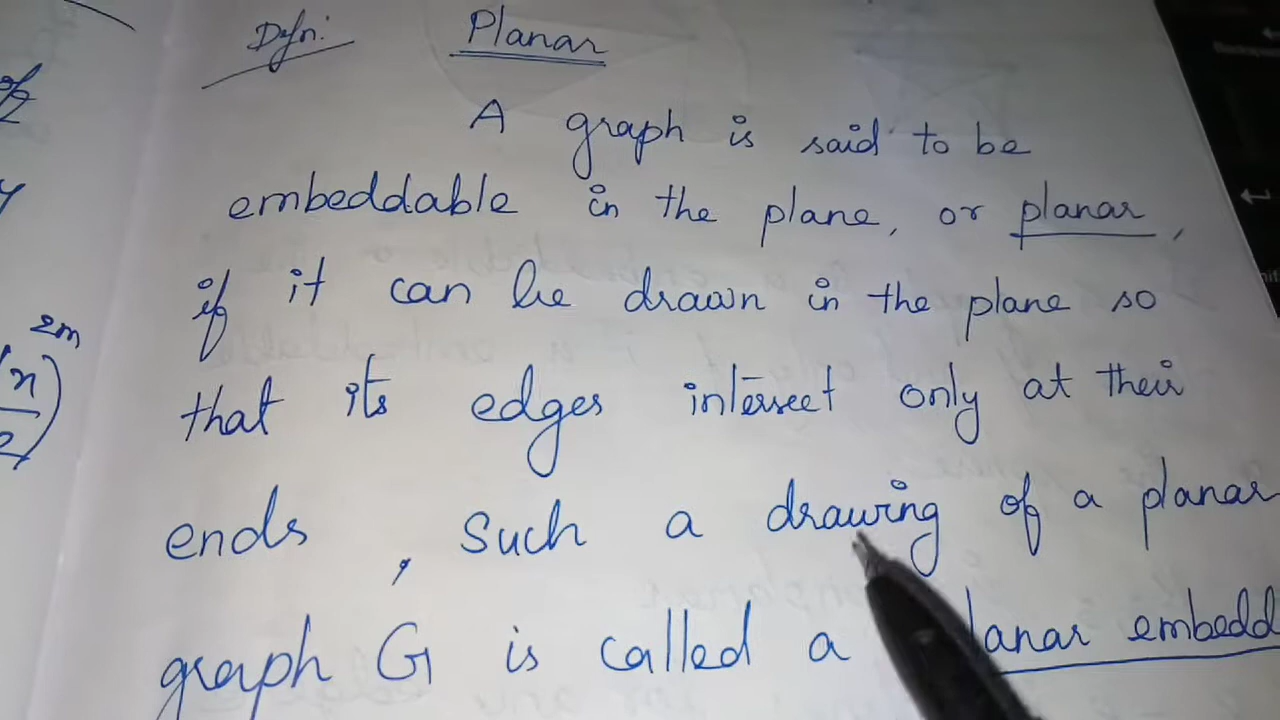 Defn: Planar
A graph is said to be
embeddable in the plane, or planar,
if it can be drawn in the plane so
that its edges intersect only at their
ends, Such a drawing of a planar
graph G is called a lanar embedd
2m